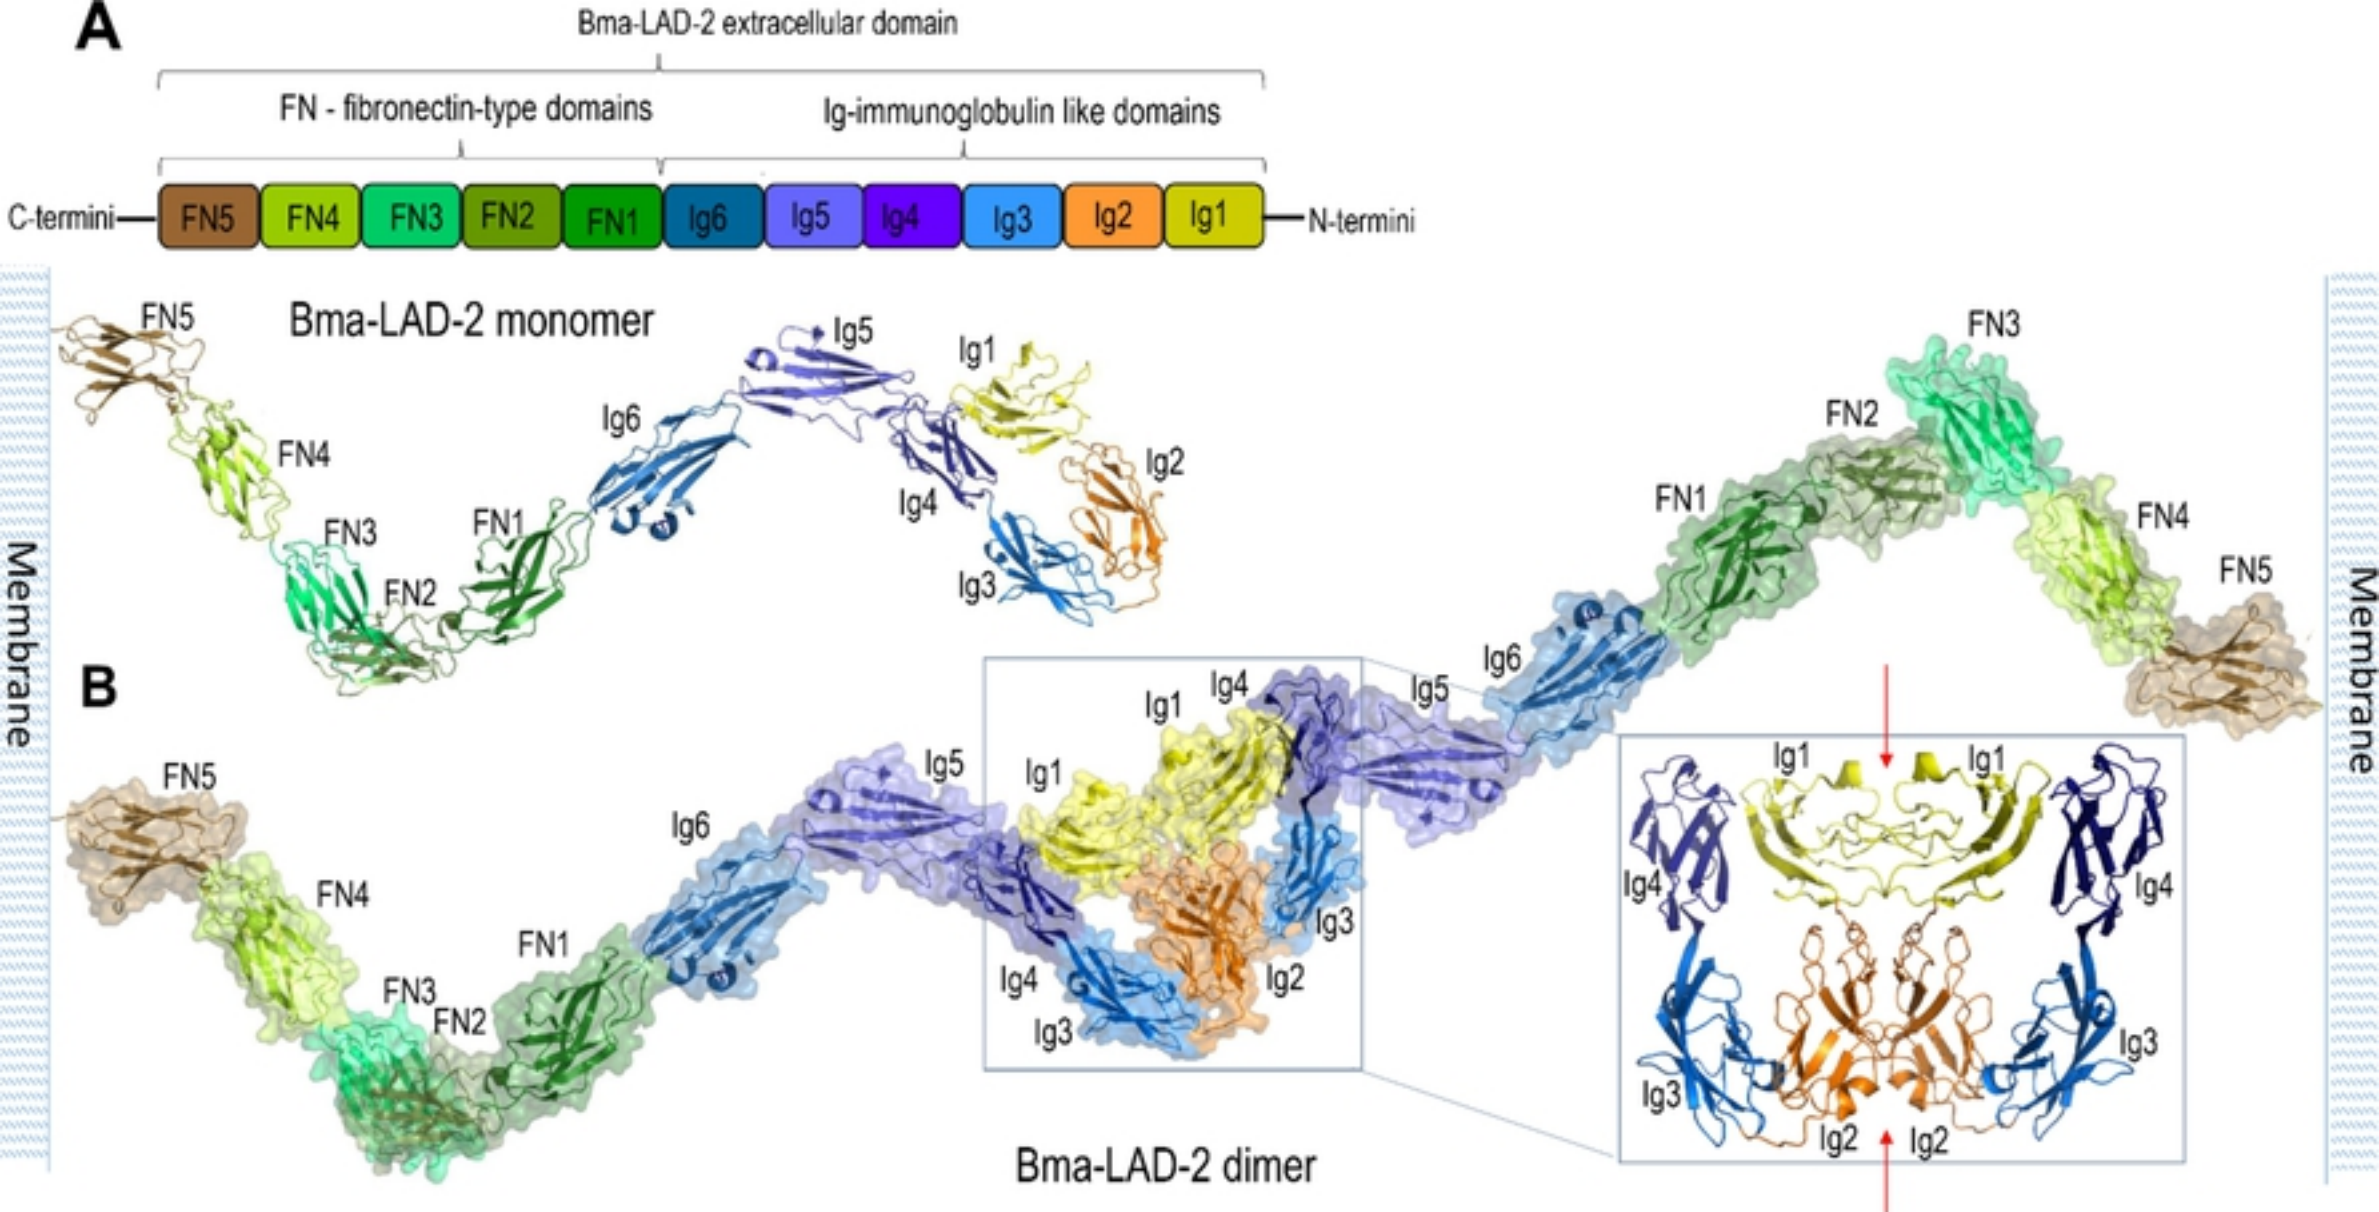 A
Bma-LAD-2 extracellular domain
FN - fibronectin-type domains
Ig-immunoglobulin like domains
C-termini
FN5
FN4
FN3
FN2
FN1
Ig6
Ig5
Ig4
Ig3
Ig2
Ig1
N-termini
Membrane
Bma-LAD-2 monomer
FN5
FN4
FN3
FN2
FN1
Ig6
Ig5
Ig4
Ig1
Ig2
Ig3
B
FN5
FN4
FN3
FN2
FN1
Ig6
Ig5
Ig4
Ig3
Ig1
Ig1
Ig4
Ig2
Ig3
Ig5
Ig6
FN1
FN2
FN3
FN4
FN5
Membrane
Ig1
Ig1
Ig4
Ig4
Ig3
Ig3
Ig2
Ig2
Bma-LAD-2 dimer